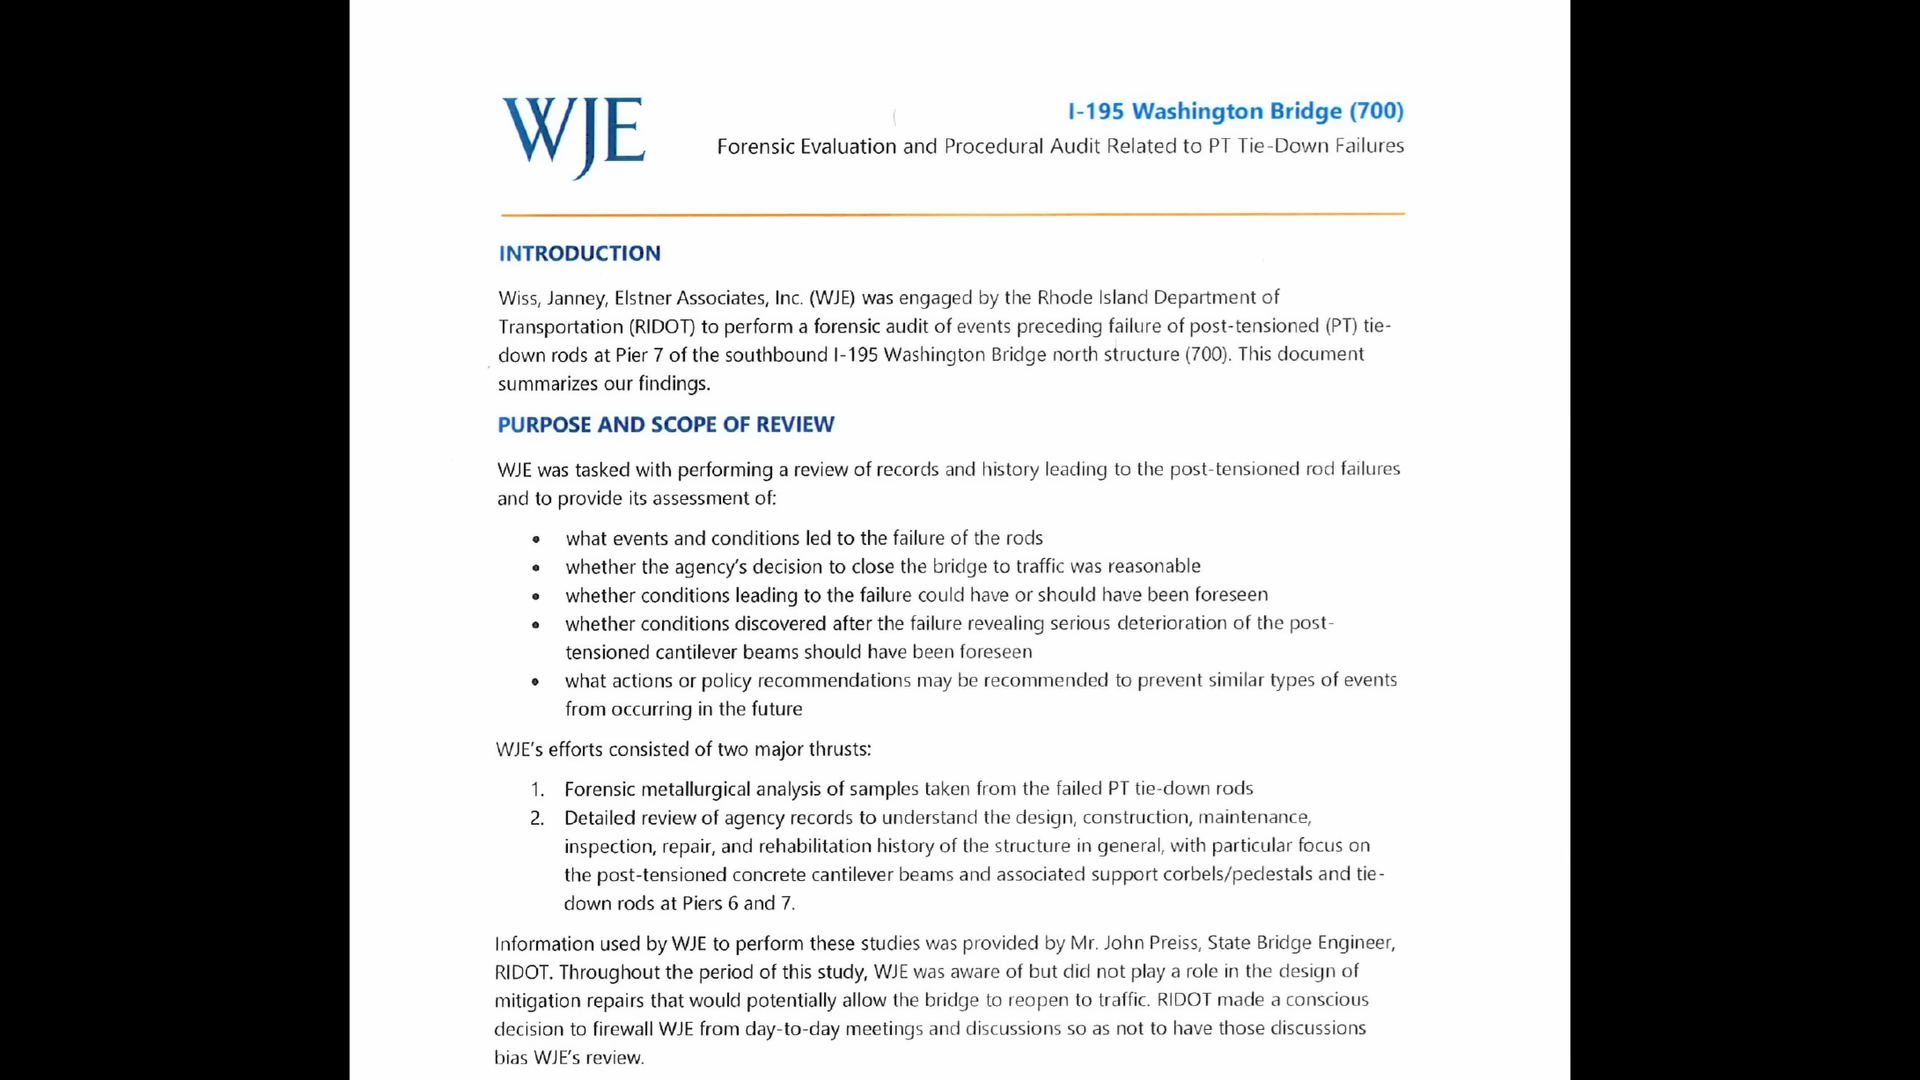 WJE
I-195 Washington Bridge (700)
Forensic Evaluation and Procedural Audit Related to PT Tie-Down Failures
INTRODUCTION
Wiss, Janney, Elstner Associates, Inc. (WJE) was engaged by the Rhode Island Department of
Transportation (RIDOT) to perform a forensic audit of events preceding failure of post-tensioned (PT) tie-
down rods at Pier 7 of the southbound I-195 Washington Bridge north structure (700). This document
summarizes our findings.
PURPOSE AND SCOPE OF REVIEW
WJE was tasked with performing a review of records and history leading to the post-tensioned rod failures
and to provide its assessment of:
• what events and conditions led to the failure of the rods
• whether the agency's decision to close the bridge to traffic was reasonable
• whether conditions leading to the failure could have or should have been foreseen
• whether conditions discovered after the failure revealing serious deterioration of the post-
tensioned cantilever beams should have been foreseen
• what actions or policy recommendations may be recommended to prevent similar types of events
from occurring in the future
WJE's efforts consisted of two major thrusts:
1. Forensic metallurgical analysis of samples taken from the failed PT tie-down rods
2. Detailed review of agency records to understand the design, construction, maintenance,
inspection, repair, and rehabilitation history of the structure in general, with particular focus on
the post-tensioned concrete cantilever beams and associated support corbels/pedestals and tie-
down rods at Piers 6 and 7.
Information used by WJE to perform these studies was provided by Mr. John Preiss, State Bridge Engineer,
RIDOT. Throughout the period of this study, WJE was aware of but did not play a role in the design of
mitigation repairs that would potentially allow the bridge to reopen to traffic. RIDOT made a conscious
decision to firewall WJE from day-to-day meetings and discussions so as not to have those discussions
bias WJE's review.